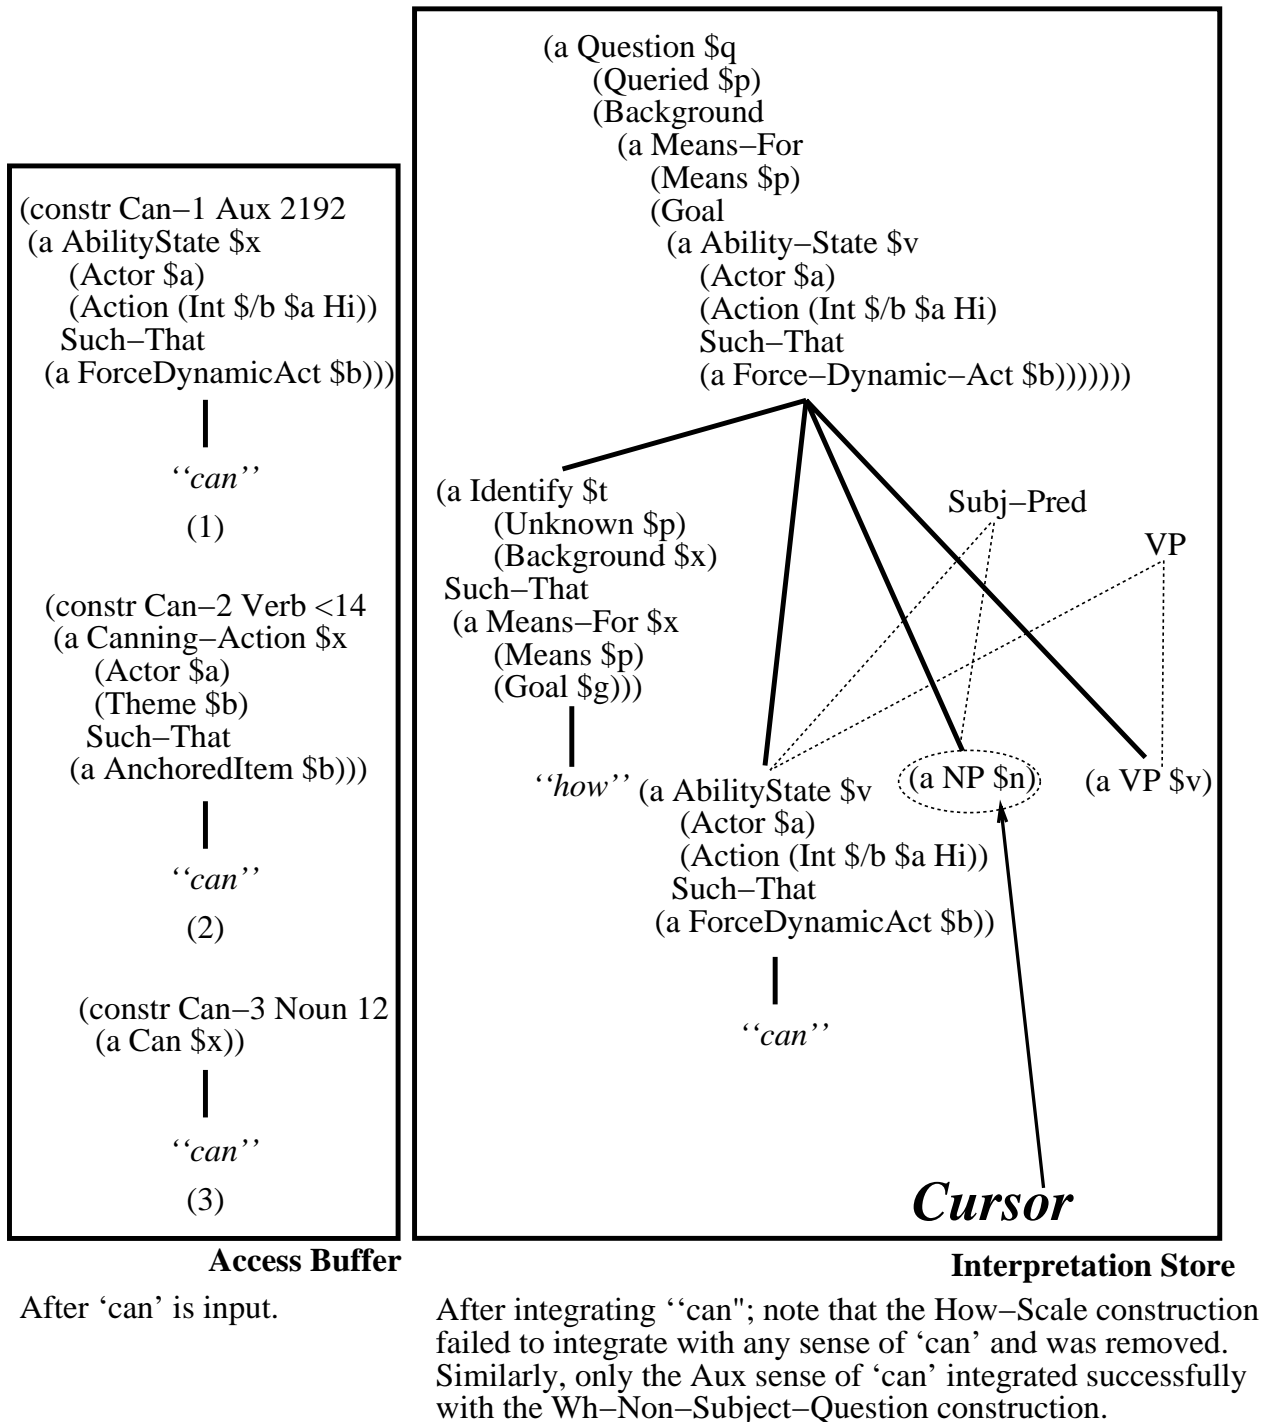 (constr Can−1 Aux 2192
(a AbilityState $x
(Actor $a)
(Action (Int $/b $a Hi))
Such−That
(a ForceDynamicAct $b)))
‘‘can’’
(1)
(constr Can−2 Verb <14
(a Canning−Action $x
(Actor $a)
(Theme $b)
Such−That
(a AnchoredItem $b)))
‘‘can’’
(2)
(constr Can−3 Noun 12
(a Can $x))
‘‘can’’
(3)
Access Buffer
After ‘can’ is input.
(a Question $q
(Queried $p)
(Background
(a Means−For
(Means $p)
(Goal
(a Ability−State $v
(Actor $a)
(Action (Int $/b $a Hi)
Such−That
(a Force−Dynamic−Act $b)))))))
(a Identify $t
(Unknown $p)
(Background $x)
Such−That
(a Means−For $x
(Means $p)
(Goal $g)))
‘‘how’’
Subj−Pred
VP
(a AbilityState $v
(Actor $a)
(Action (Int $/b $a Hi))
Such−That
(a ForceDynamicAct $b))
‘‘can’’
(a NP $n)
(a VP $v)
Cursor
Interpretation Store
After integrating ‘‘can"; note that the How−Scale construction
failed to integrate with any sense of ‘can’ and was removed.
Similarly, only the Aux sense of ‘can’ integrated successfully
with the Wh−Non−Subject−Question construction.